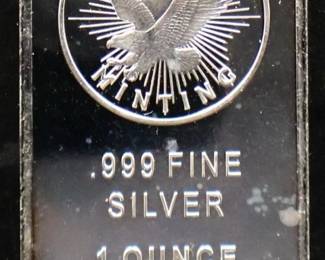 MINTING
.999 FINE
SILVER
1 OUNCE